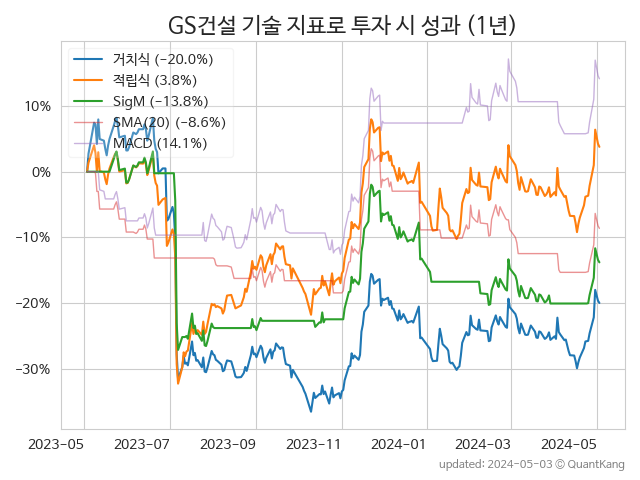 GS건설 기술 지표로 투자 시 성과 (1년)
거치식 (−20.0%)
적립식 (3.8%)
SigM (−13.8%)
SMA(20) (−8.6%)
MACD (14.1%)
10%
0%
−10%
−20%
−30%
2023-05 2023-07 2023-09 2023-11 2024-01 2024-03 2024-05
updated: 2024-05-03 © QuantKang